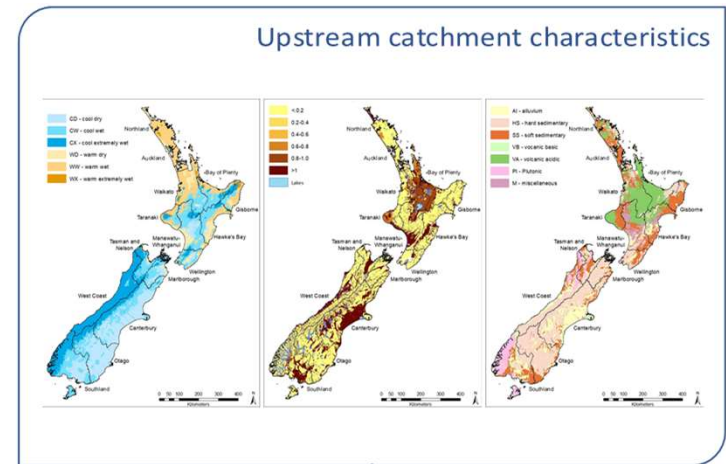 Upstream catchment characteristics
CD - cool dry
CW - cool wet
CX - cool extremely wet
WD - warm dry
WW - warm wet
WX - warm extremely wet
Northland
Auckland
Bay of Plenty
Waikato
Gisborne
Taranaki
Hawke's Bay
Manawatu-
Whanganui
Tasman and
Nelson
Wellington
Marlborough
West Coast
Canterbury
Otago
Southland
Kilometers
< 0.2
0.2-0.4
0.4-0.6
0.6-0.8
0.8-1.0
>1
Lakes
Northland
Auckland
Bay of Plenty
Waikato
Gisborne
Taranaki
Hawke's Bay
Manawatu-
Whanganui
Tasman and
Nelson
Wellington
Marlborough
West Coast
Canterbury
Otago
Southland
Kilometers
Al - alluvium
HS - hard sedimentary
SS - soft sedimentary
VB - volcanic basic
VA - volcanic acidic
Pl - Plutonic
M - miscellaneous
Northland
Auckland
Bay of Plenty
Waikato
Gisborne
Taranaki
Hawke's Bay
Manawatu-
Whanganui
Tasman and
Nelson
Wellington
Marlborough
West Coast
Canterbury
Otago
Southland
Kilometers